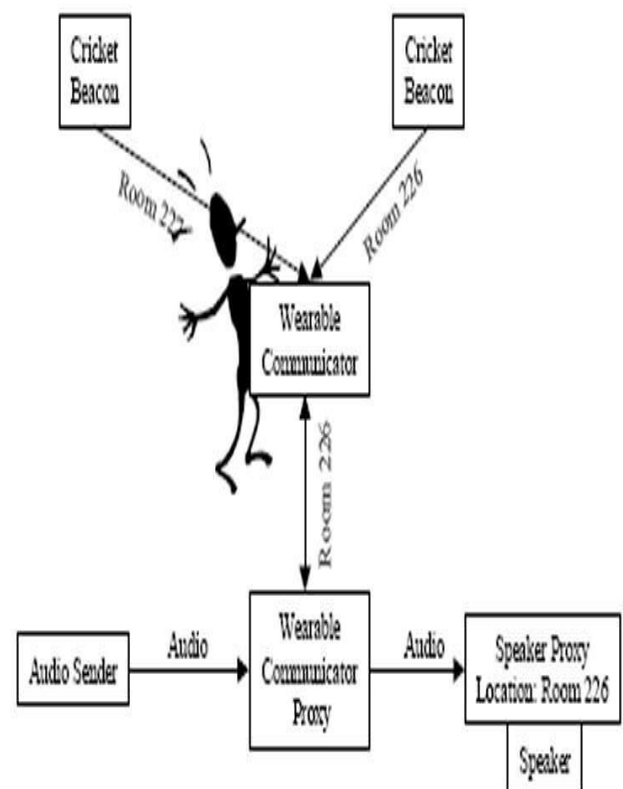 Cricket
Beacon
Cricket
Beacon
Room 222
Room 226
Wearable
Communicator
Room 226
Audio Sender
Audio
Wearable
Communicator
Proxy
Audio
Speaker Proxy
Location: Room 226
Speaker